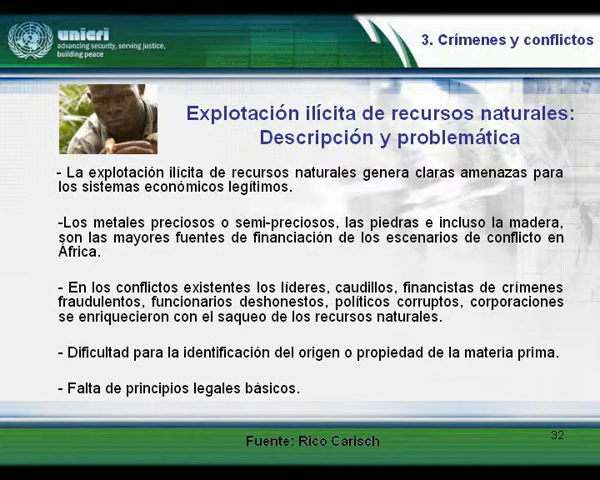 unicri
advancing security, serving justice,
building peace
3. Crímenes y conflictos
Explotación ilícita de recursos naturales:
Descripción y problemática
- La explotación ilícita de recursos naturales genera claras amenazas para
los sistemas económicos legítimos.
-Los metales preciosos o semi-preciosos, las piedras e incluso la madera,
son las mayores fuentes de financiación de los escenarios de conflicto en
África.
- En los conflictos existentes los líderes, caudillos, financistas de crímenes
fraudulentos, funcionarios deshonestos, políticos corruptos, corporaciones
se enriquecieron con el saqueo de los recursos naturales.
- Dificultad para la identificación del origen o propiedad de la materia prima.
- Falta de principios legales básicos.
Fuente: Rico Carisch
32